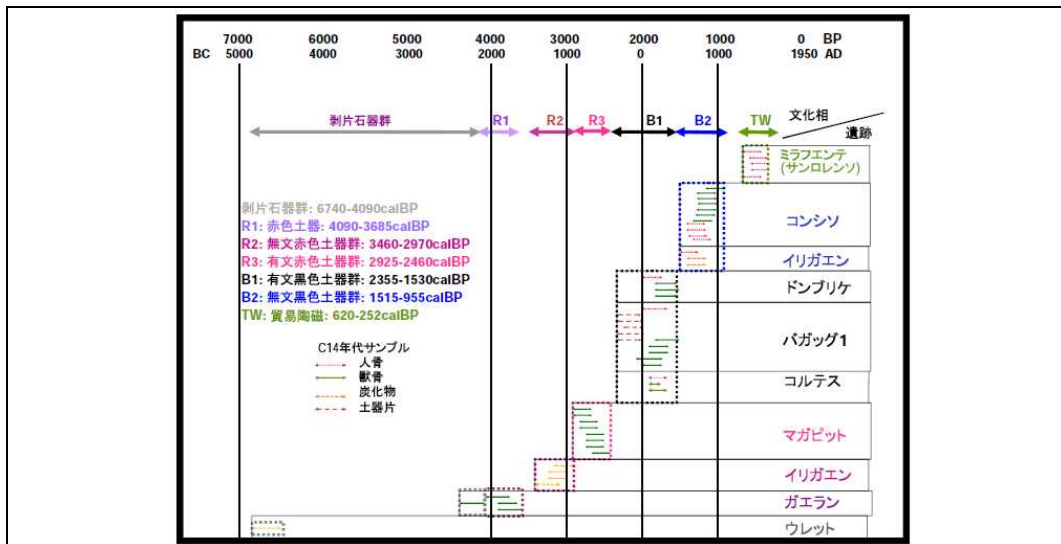 7000 6000 5000 4000 3000 2000 1000 0 BP
BC 5000 4000 3000 2000 1000 0 1000 1950 AD
剥片石器群 R1 R2 R3 B1 B2 TW 文化相
遺跡
ミラフエンテ
(サンロレンソ)
剥片石器群: 6740-4090calBP
R1: 赤色土器: 4090-3685calBP
コンシソ
R2: 無文赤色土器群: 3460-2970calBP
R3: 有文赤色土器群: 2925-2460calBP
イリガエン
B1: 有文黒色土器群: 2355-1530calBP
ドンブリケ
B2: 無文黒色土器群: 1515-955calBP
TW: 貿易陶磁: 620-252calBP
バガッグ1
C14年代サンプル
人骨
獣骨
コルテス
炭化物
土器片
マガピット
イリガエン
ガエラン
ウレット